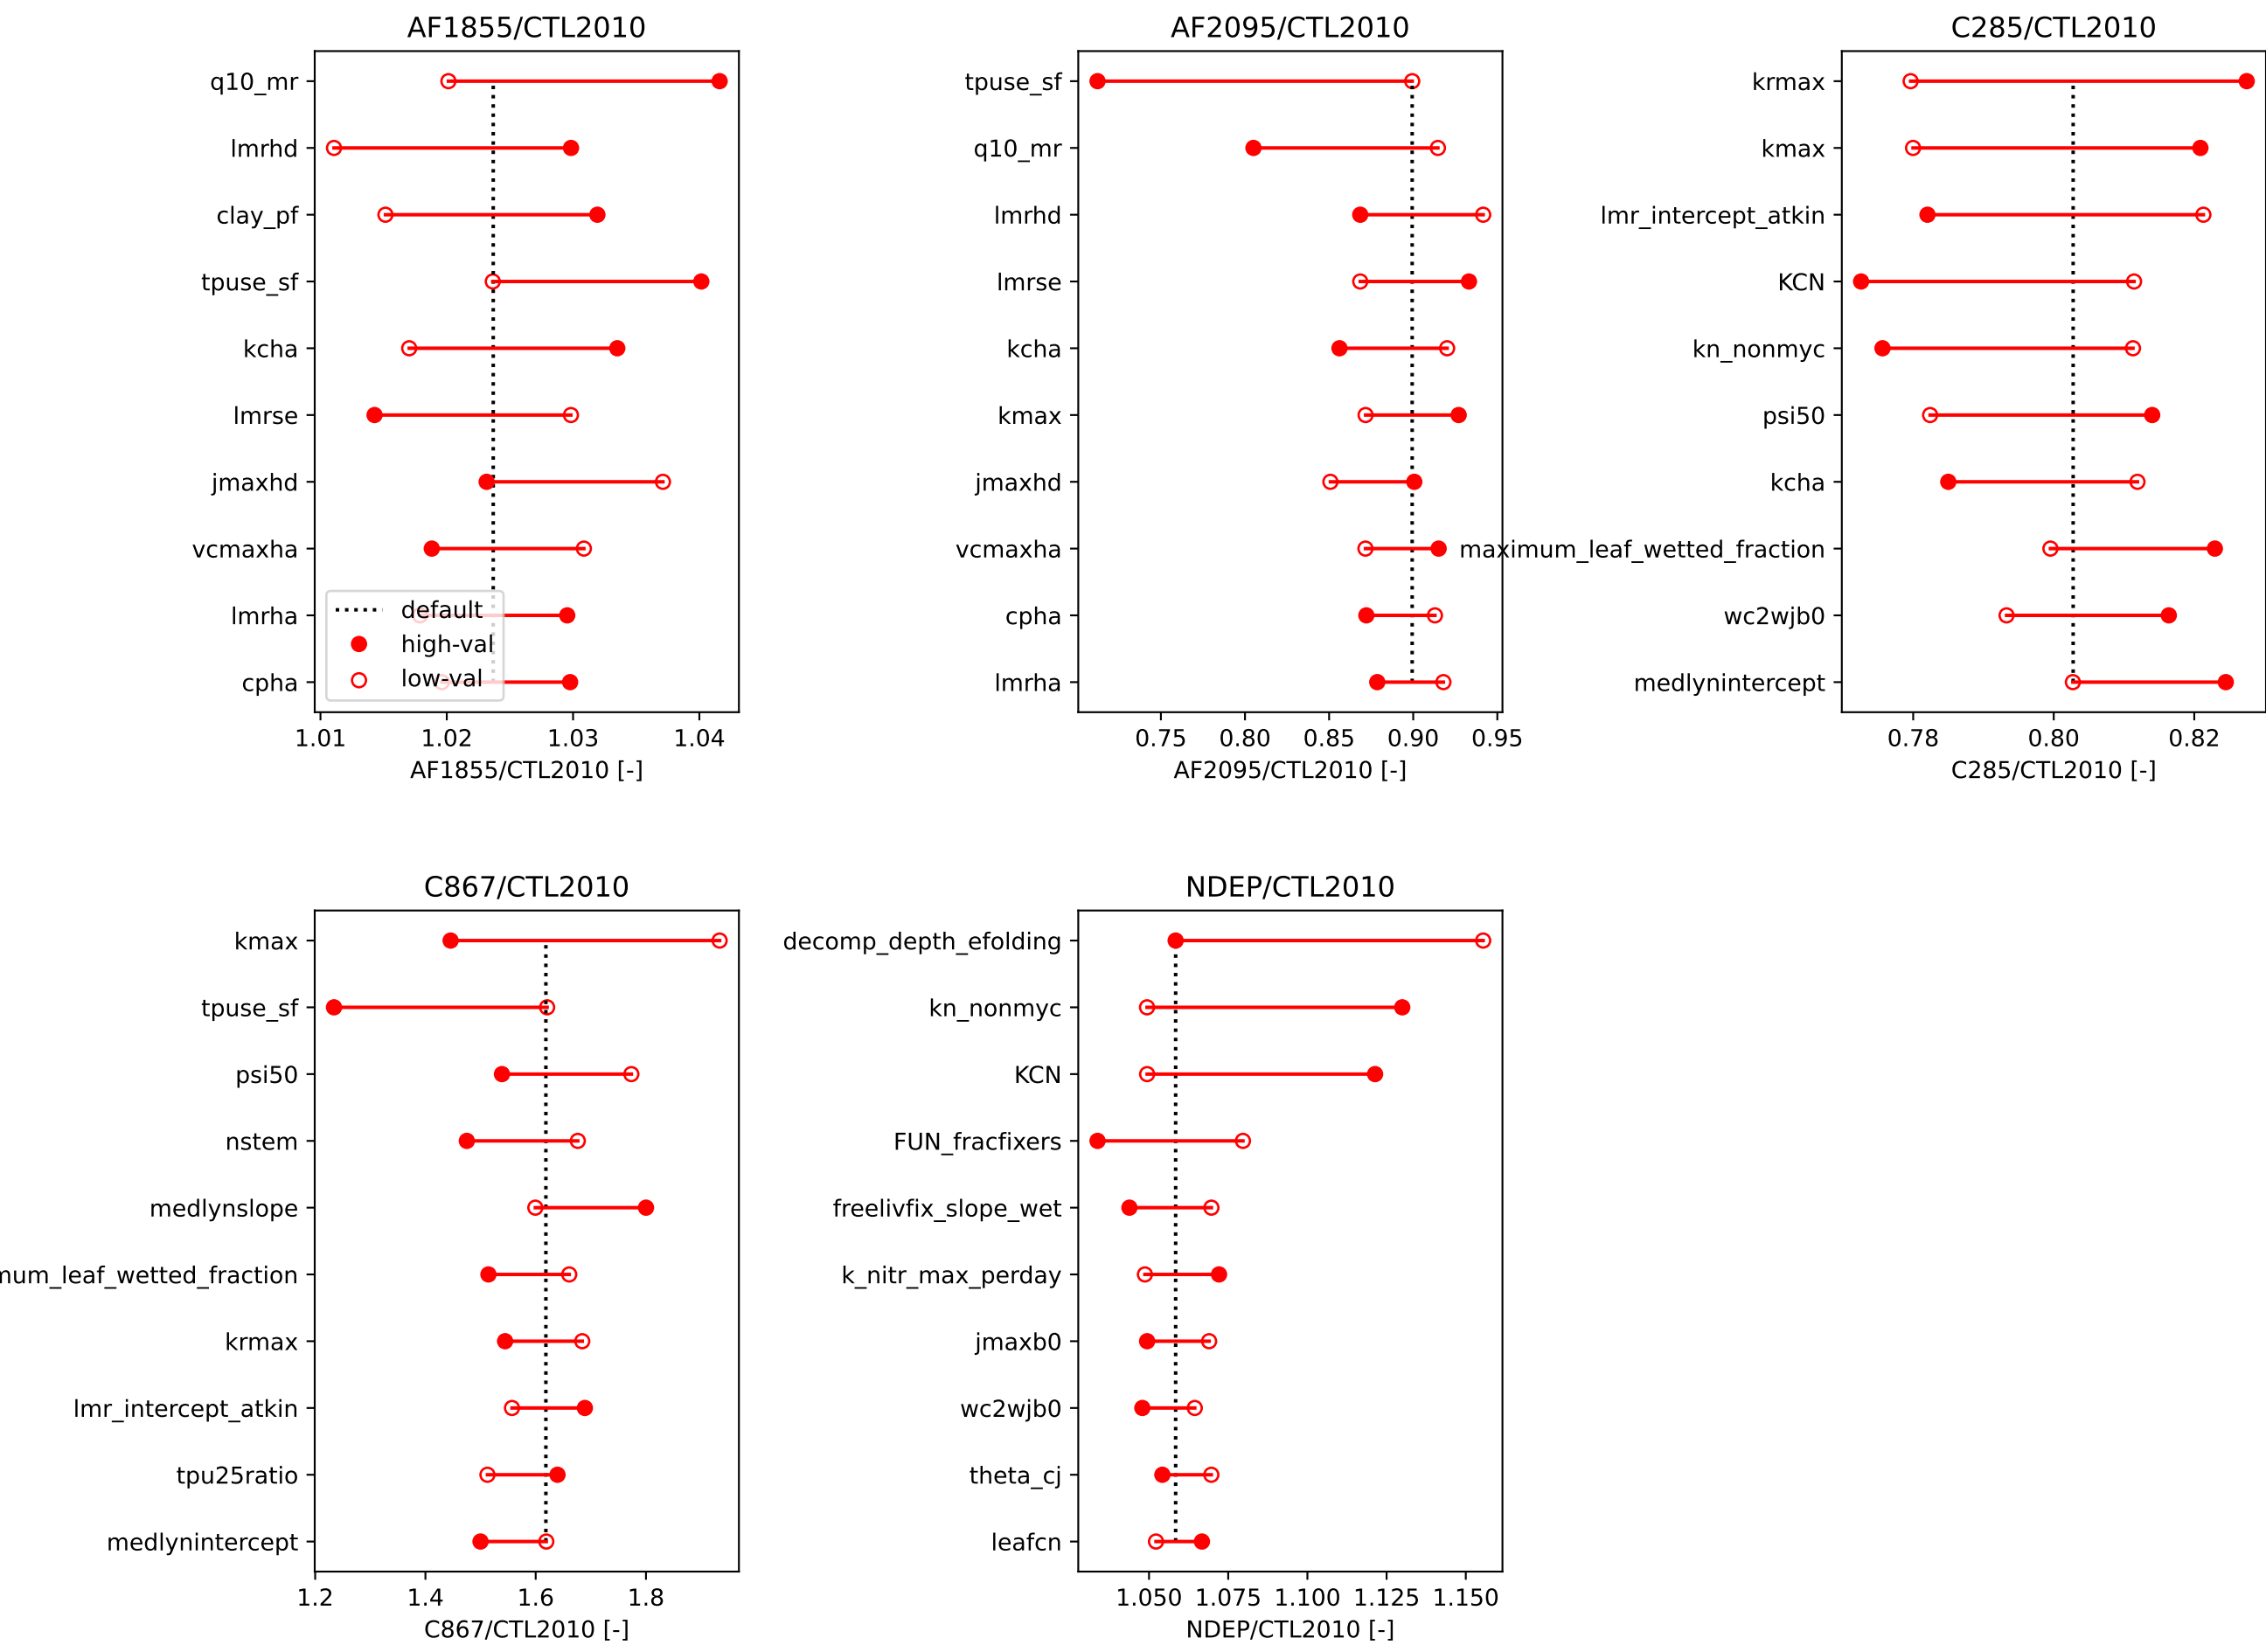 AF1855/CTL2010
q10_mr
lmrhd
clay_pf
tpuse_sf
kcha
lmrse
jmaxhd
vcmaxha
lmrha
cpha
default
high-val
low-val
1.01 1.02 1.03 1.04
AF1855/CTL2010 [-]
AF2095/CTL2010
tpuse_sf
q10_mr
lmrhd
lmrse
kcha
kmax
jmaxhd
vcmaxha
cpha
lmrha
0.75 0.80 0.85 0.90 0.95
AF2095/CTL2010 [-]
C285/CTL2010
krmax
kmax
lmr_intercept_atkin
KCN
kn_nonmyc
psi50
kcha
maximum_leaf_wetted_fraction
wc2wjb0
medlynintercept
0.78 0.80 0.82
C285/CTL2010 [-]
C867/CTL2010
kmax
tpuse_sf
psi50
nstem
medlynslope
mum_leaf_wetted_fraction
krmax
lmr_intercept_atkin
tpu25ratio
medlynintercept
1.2 1.4 1.6 1.8
C867/CTL2010 [-]
NDEP/CTL2010
decomp_depth_efolding
kn_nonmyc
KCN
FUN_fracfixers
freelivfix_slope_wet
k_nitr_max_perday
jmaxb0
wc2wjb0
theta_cj
leafcn
1.050 1.075 1.100 1.125 1.150
NDEP/CTL2010 [-]